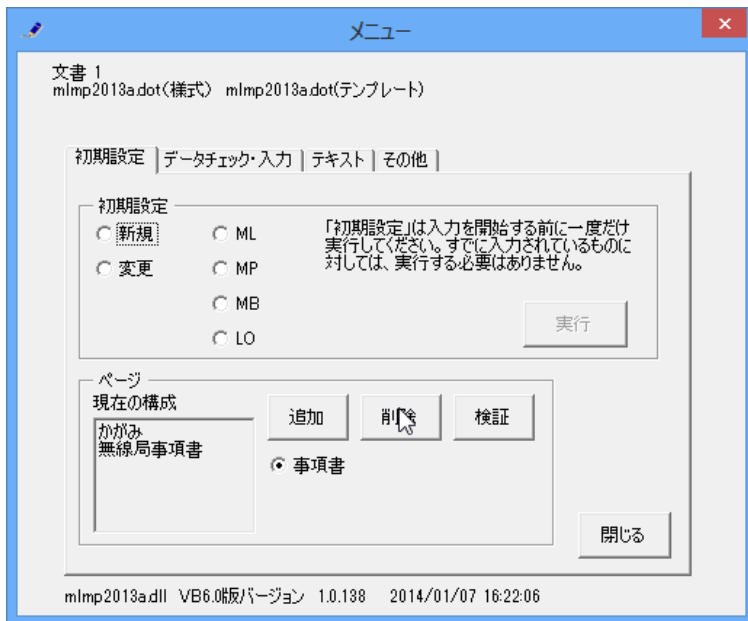 メニュー
文書 1
mlmp2013a.dot(様式) mlmp2013a.dot(テンプレート)
初期設定 データチェック・入力 テキスト その他
初期設定
新規 ML 「初期設定」は入力を開始する前に一度だけ
実行してください。すでに入力されているものに
変更 MP 対しては、実行する必要はありません。
MB
LO 実行
ページ
現在の構成
追加 削除 検証
かがみ
無線局事項書
事項書
閉じる
mlmp2013a.dll VB6.0版バージョン 1.0.138 2014/01/07 16:22:06